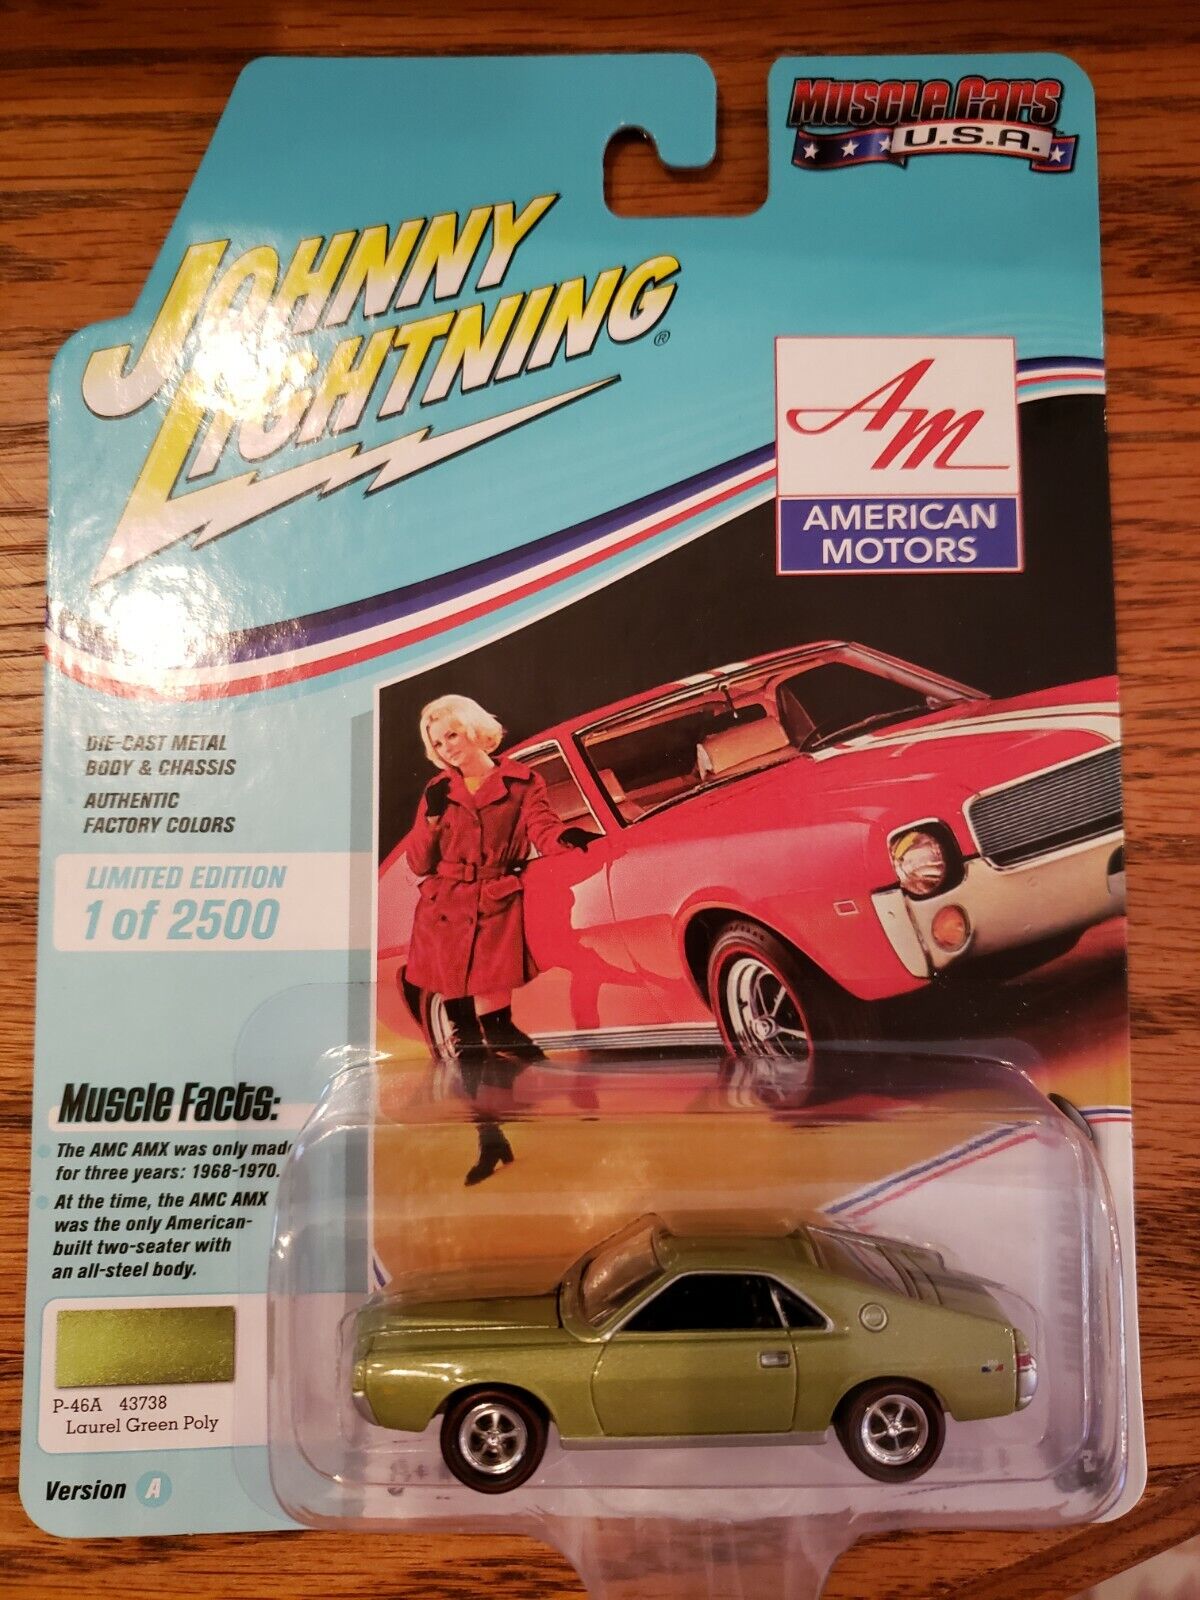 Muscle Cars
U.S.A.
JOHNNY
LIGHTNING®
AM
AMERICAN
MOTORS
DIE-CAST METAL
BODY & CHASSIS
AUTHENTIC
FACTORY COLORS
LIMITED EDITION
1 of 2500
Muscle Facts:
The AMC AMX was only made
for three years: 1968-1970.
At the time, the AMC AMX
was the only American-
built two-seater with
an all-steel body.
P-46A 43738
Laurel Green Poly
Version A